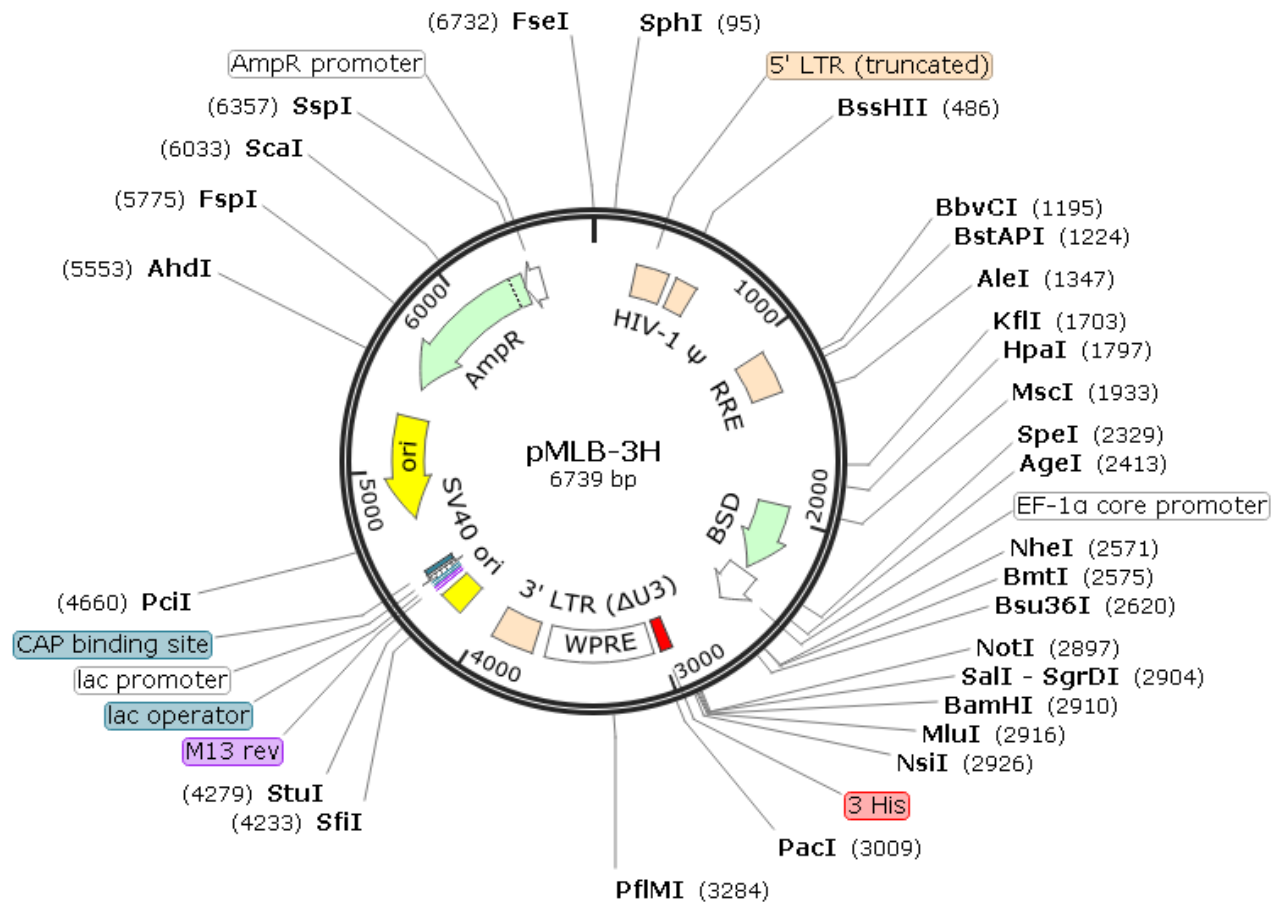 (6732) FseI
SphI (95)
AmpR promoter
5' LTR (truncated)
(6357) SspI
BssHII (486)
(6033) ScaI
(5775) FspI
BbvCI (1195)
BstAPI (1224)
(5553) AhdI
AleI (1347)
KflI (1703)
HpaI (1797)
MscI (1933)
SpeI (2329)
AgeI (2413)
EF-1α core promoter
NheI (2571)
BmtI (2575)
Bsu36I (2620)
NotI (2897)
SalI - SgrDI (2904)
BamHI (2910)
MluI (2916)
NsiI (2926)
3 His
PacI (3009)
PflMI (3284)
(4660) PciI
CAP binding site
lac promoter
lac operator
M13 rev
(4279) StuI
(4233) SfiI
1000
2000
3000
4000
5000
6000
HIV-1 Ψ
RRE
BSD
WPRE
3' LTR (ΔU3)
SV40 ori
ori
AmpR
pMLB-3H
6739 bp